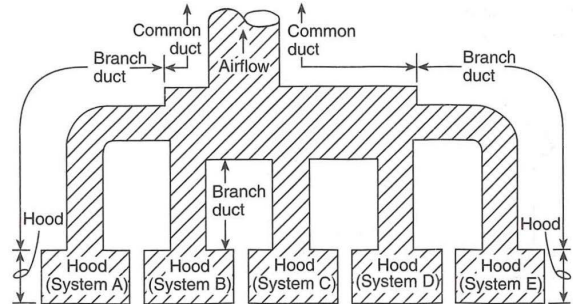 Common
duct
Common
duct
Branch
duct
Airflow
Branch
duct
Branch
duct
Hood
Hood
Hood
(System A)
Hood
(System B)
Hood
(System C)
Hood
(System D)
Hood
(System E)